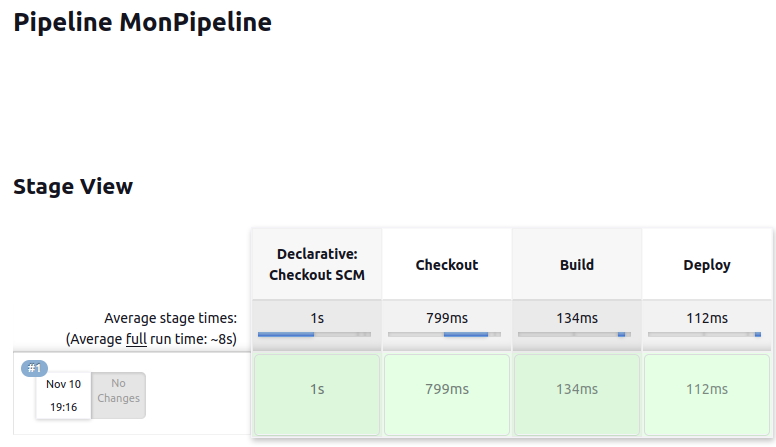 Pipeline MonPipeline
Stage View
Declarative:
Checkout SCM
Checkout
Build
Deploy
Average stage times:
(Average full run time: ~8s)
1s
799ms
134ms
112ms
#1
Nov 10
19:16
No
Changes
1s
799ms
134ms
112ms